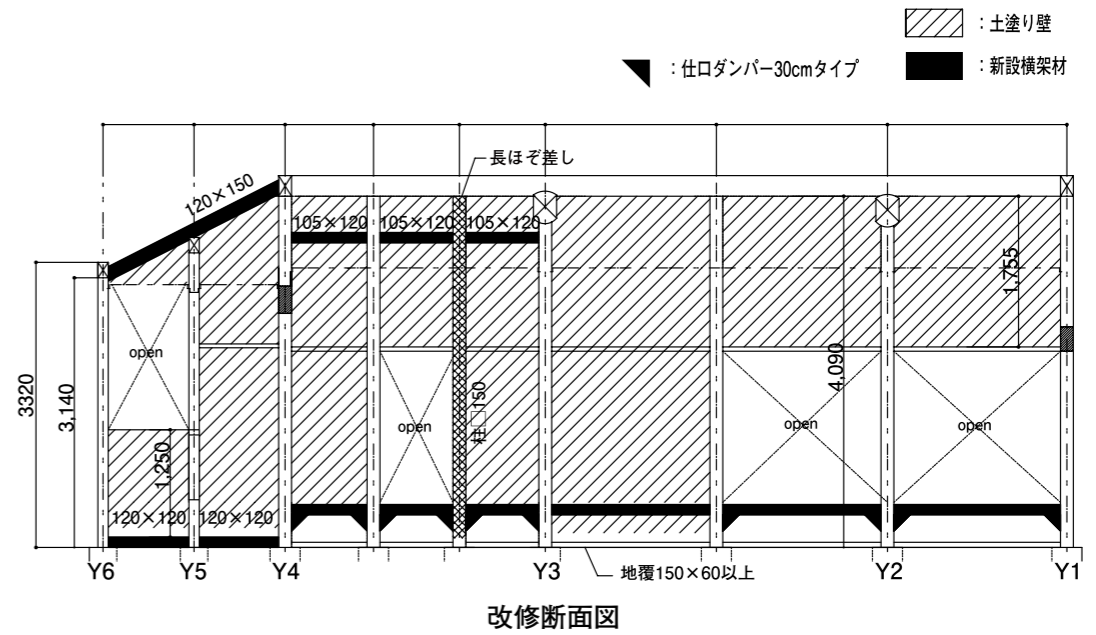 ：土塗り壁
：仕口ダンパー30cmタイプ
：新設横架材
長ほぞ差し
120×150
105×120
105×120
105×120
1,755
open
3320
3,140
4,090
柱□150
open
open
open
1,250
120×120
120×120
Y6
Y5
Y4
Y3
地覆150×60以上
Y2
Y1
改修断面図